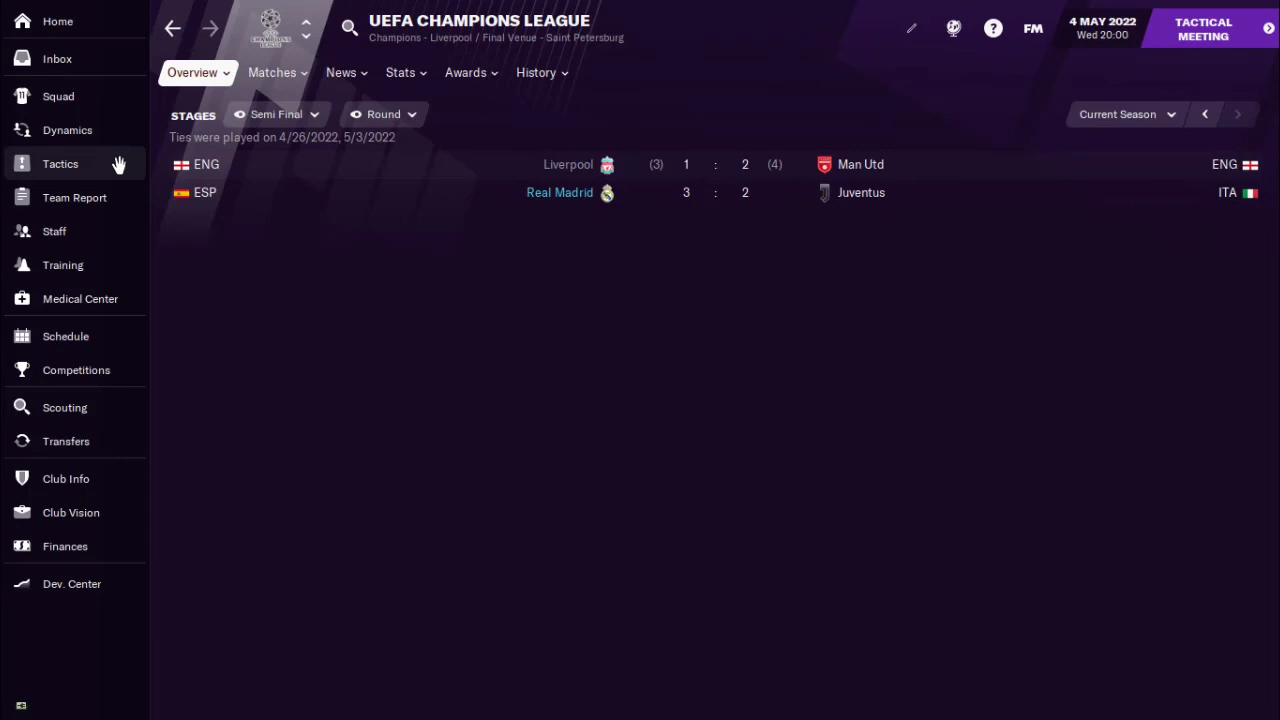 Home
Inbox
Squad
Dynamics
Tactics
Team Report
Staff
Training
Medical Center
Schedule
Competitions
Scouting
Transfers
Club Info
Club Vision
Finances
Dev. Center
UEFA CHAMPIONS LEAGUE
Champions - Liverpool / Final Venue - Saint Petersburg
FM
4 MAY 2022
Wed 20:00
TACTICAL
MEETING
Overview Matches News Stats Awards History
STAGES Semi Final Round Current Season
Ties were played on 4/26/2022, 5/3/2022
ENG Liverpool (3) 1 : 2 (4) Man Utd ENG
ESP Real Madrid 3 : 2 Juventus ITA